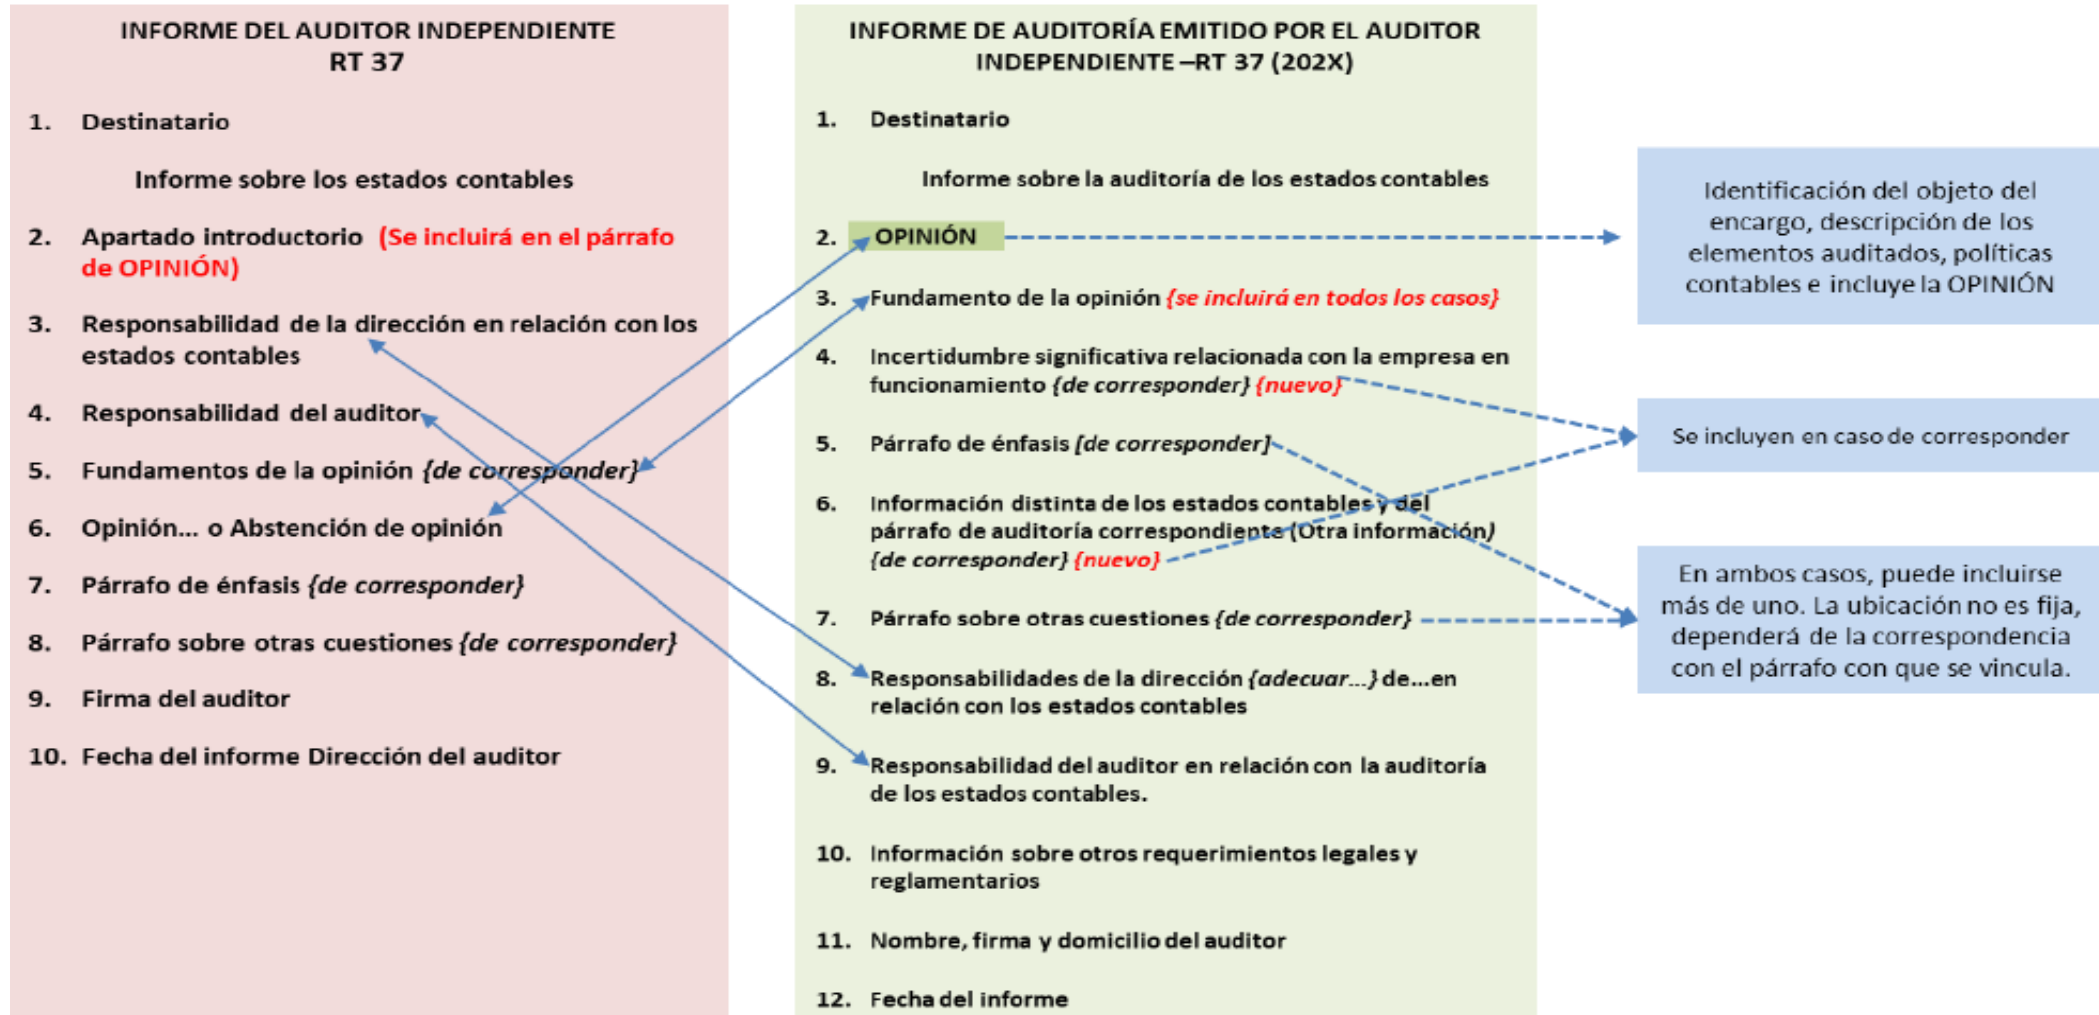 INFORME DEL AUDITOR INDEPENDIENTE
RT 37
1. Destinatario
Informe sobre los estados contables
2. Apartado introductorio (Se incluirá en el párrafo
de OPINIÓN)
3. Responsabilidad de la dirección en relación con los
estados contables
4. Responsabilidad del auditor
5. Fundamentos de la opinión {de corresponder}
6. Opinión... o Abstención de opinión
7. Párrafo de énfasis {de corresponder}
8. Párrafo sobre otras cuestiones {de corresponder}
9. Firma del auditor
10. Fecha del informe Dirección del auditor
INFORME DE AUDITORÍA EMITIDO POR EL AUDITOR
INDEPENDIENTE –RT 37 (202X)
1. Destinatario
Informe sobre la auditoría de los estados contables
2. OPINIÓN
3. Fundamento de la opinión {se incluirá en todos los casos}
4. Incertidumbre significativa relacionada con la empresa en
funcionamiento {de corresponder} {nuevo}
5. Párrafo de énfasis [de corresponder]
6. Información distinta de los estados contables y del
párrafo de auditoría correspondiente (Otra información)
{de corresponder} {nuevo}
7. Párrafo sobre otras cuestiones {de corresponder}
8. Responsabilidades de la dirección {adecuar...} de...en
relación con los estados contables
9. Responsabilidad del auditor en relación con la auditoría
de los estados contables.
10. Información sobre otros requerimientos legales y
reglamentarios
11. Nombre, firma y domicilio del auditor
12. Fecha del informe
Identificación del objeto del
encargo, descripción de los
elementos auditados, políticas
contables e incluye la OPINIÓN
Se incluyen en caso de corresponder
En ambos casos, puede incluirse
más de uno. La ubicación no es fija,
dependerá de la correspondencia
con el párrafo con que se vincula.